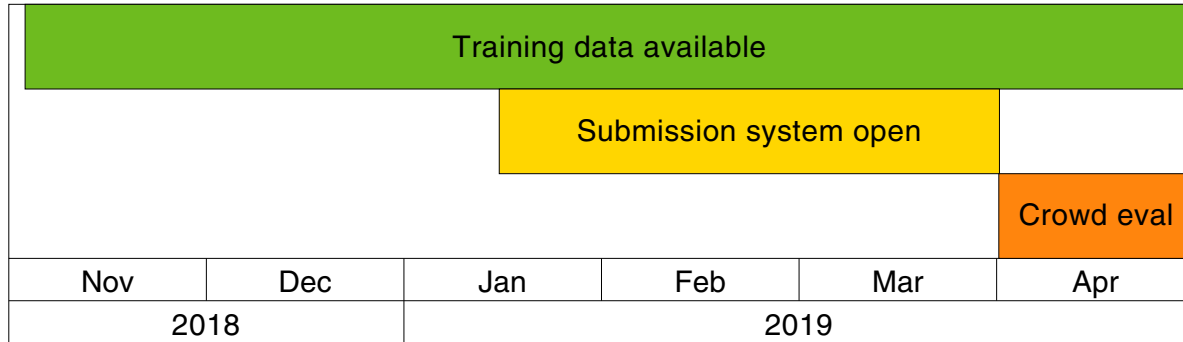 Training data available
Submission system open
Crowd eval
Nov Dec Jan Feb Mar Apr
2018 2019